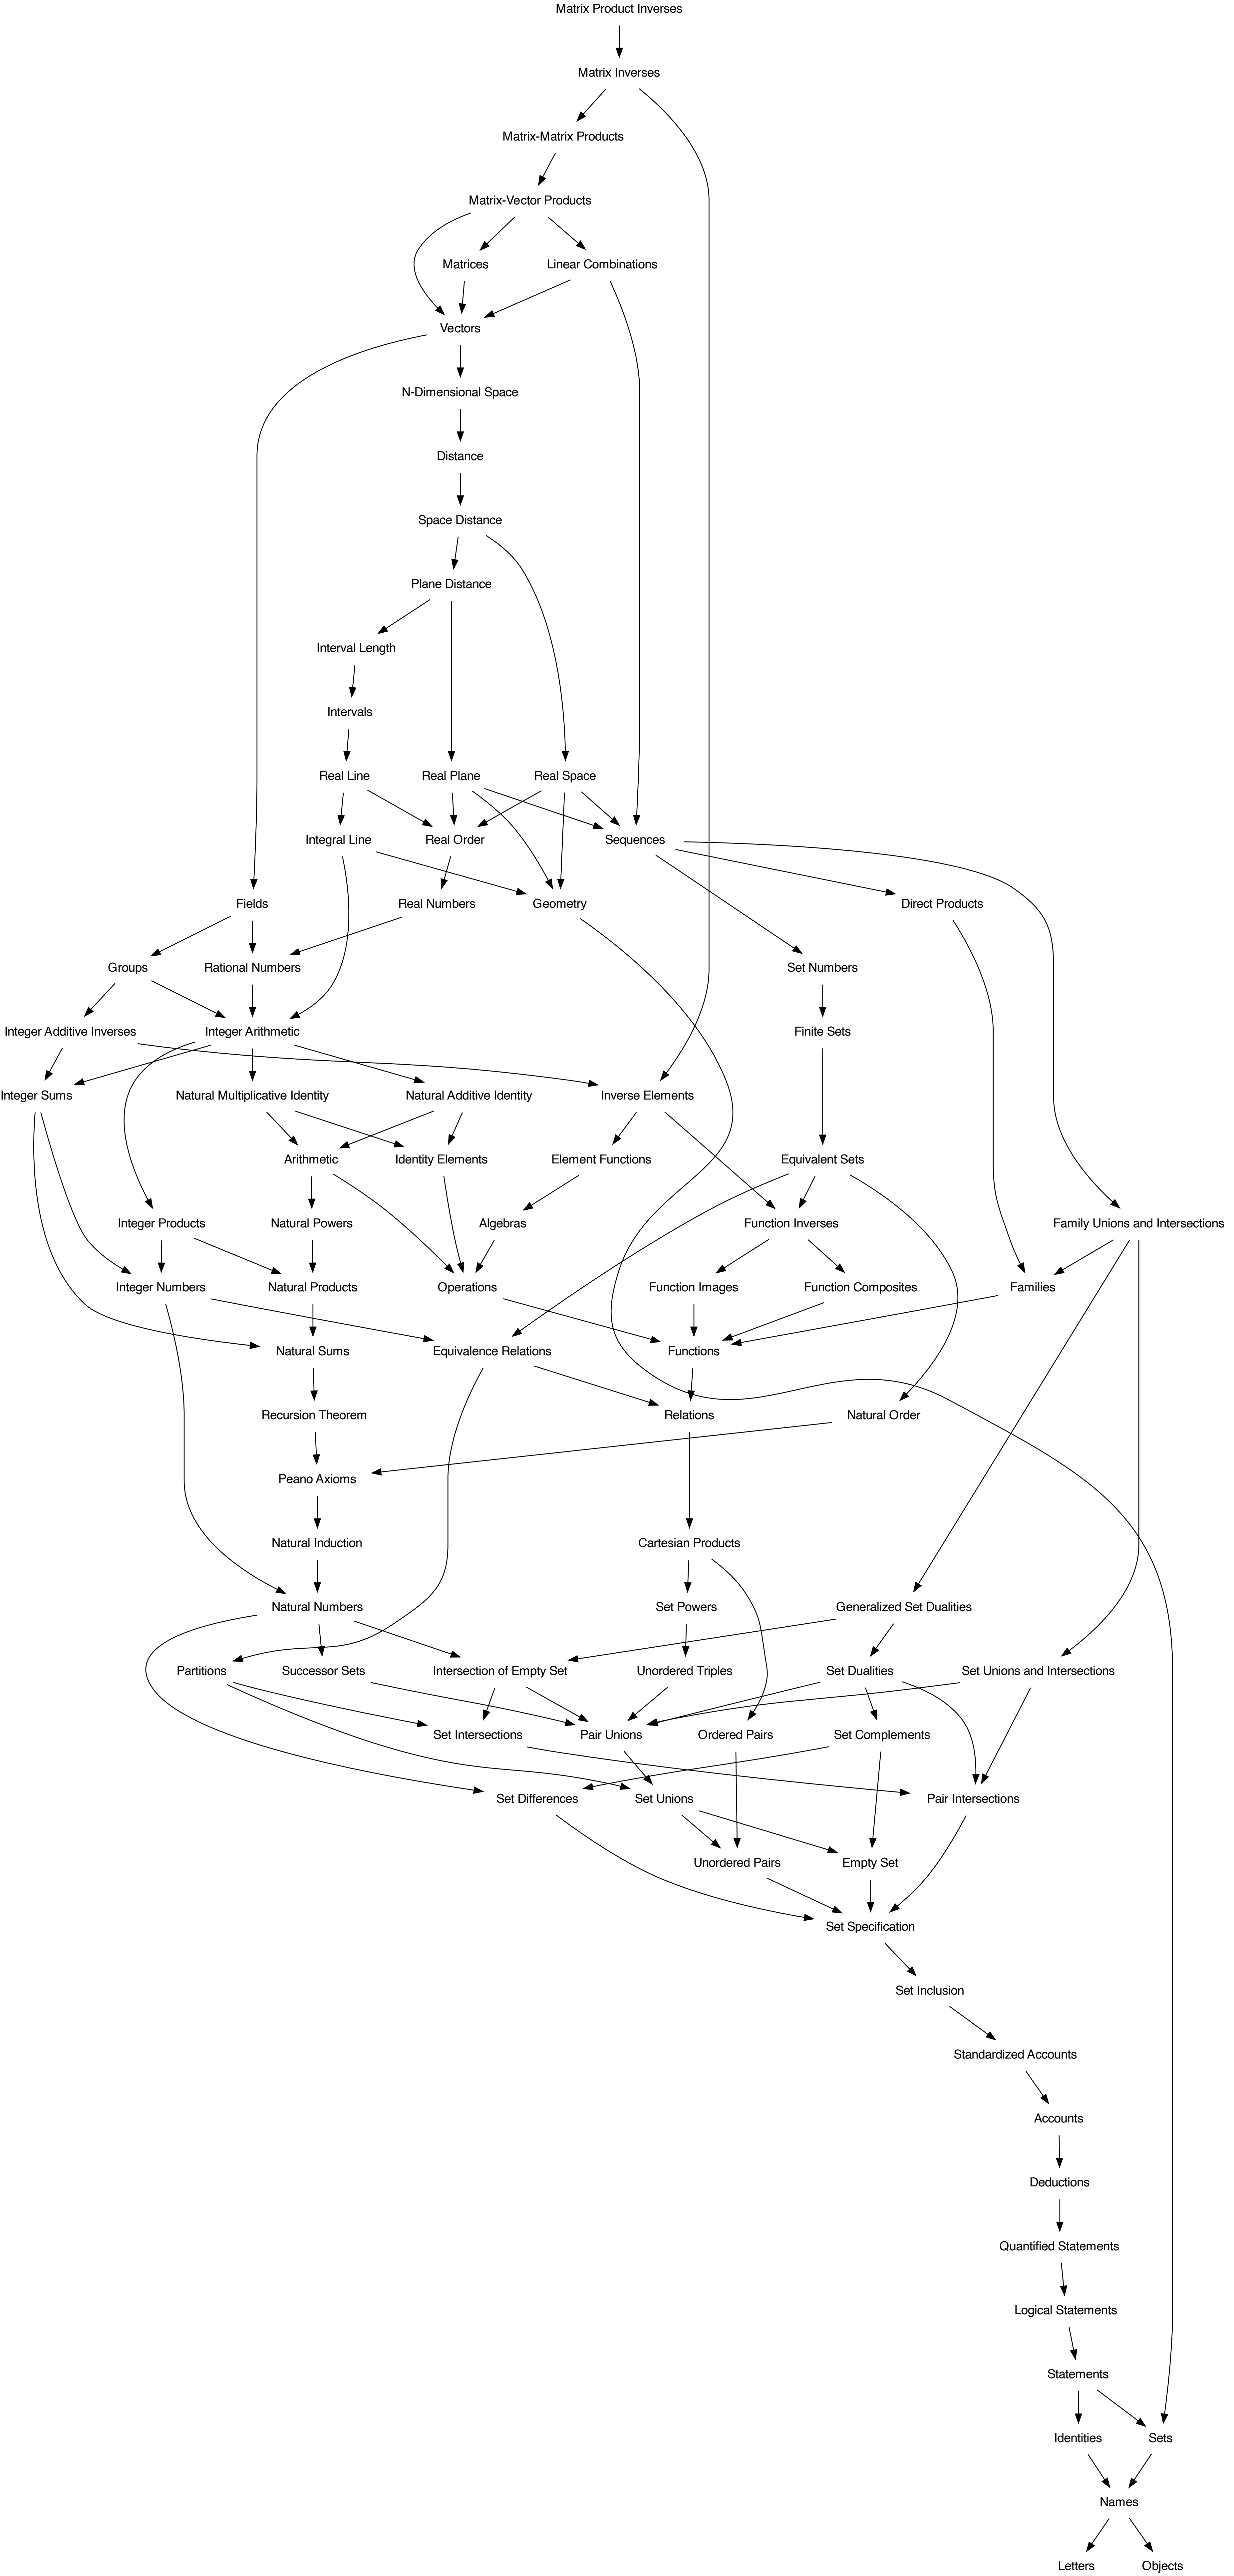 Matrix Product Inverses
Matrix Inverses
Matrix-Matrix Products
Matrix-Vector Products
Matrices
Linear Combinations
Vectors
N-Dimensional Space
Distance
Space Distance
Plane Distance
Interval Length
Intervals
Real Line
Real Plane
Real Space
Integral Line
Real Order
Sequences
Fields
Real Numbers
Geometry
Direct Products
Groups
Rational Numbers
Set Numbers
Integer Additive Inverses
Integer Arithmetic
Finite Sets
Integer Sums
Natural Multiplicative Identity
Natural Additive Identity
Inverse Elements
Arithmetic
Identity Elements
Element Functions
Equivalent Sets
Integer Products
Natural Powers
Algebras
Function Inverses
Family Unions and Intersections
Integer Numbers
Natural Products
Operations
Function Images
Function Composites
Families
Natural Sums
Equivalence Relations
Functions
Recursion Theorem
Relations
Natural Order
Peano Axioms
Natural Induction
Cartesian Products
Natural Numbers
Set Powers
Generalized Set Dualities
Partitions
Successor Sets
Intersection of Empty Set
Unordered Triples
Set Dualities
Set Unions and Intersections
Set Intersections
Pair Unions
Ordered Pairs
Set Complements
Set Differences
Set Unions
Pair Intersections
Unordered Pairs
Empty Set
Set Specification
Set Inclusion
Standardized Accounts
Accounts
Deductions
Quantified Statements
Logical Statements
Statements
Identities
Sets
Names
Letters
Objects